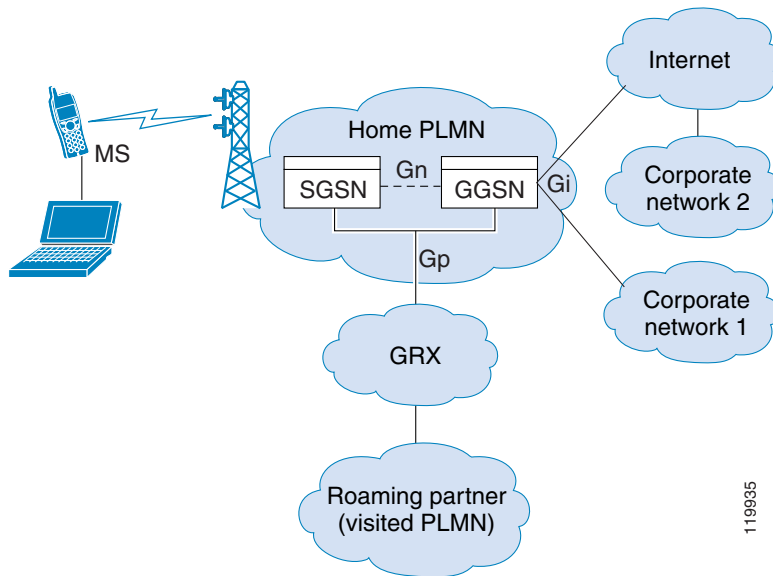 Internet
Home PLMN
MS
SGSN
Gn
GGSN
Gi
Corporate
network 2
Gp
Corporate
network 1
GRX
Roaming partner
(visited PLMN)
119935